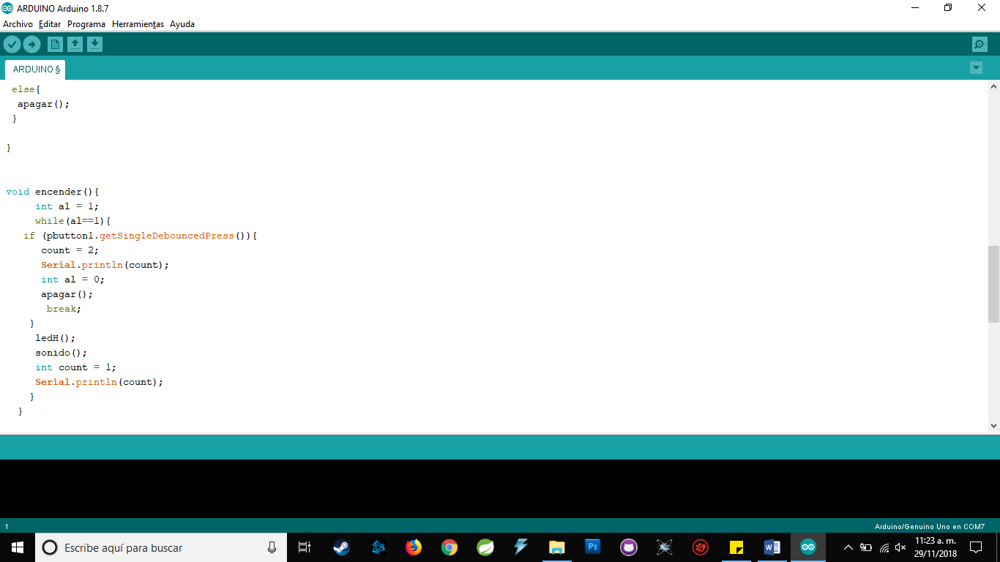 ARDUINO Arduino 1.8.7
Archivo Editar Programa Herramientas Ayuda
ARDUINO §
else{
apagar();
}
}
void encender(){
int al = 1;
while(al==1){
if (pbutton1.getSingleDebouncedPress()){
count = 2;
Serial.println(count);
int al = 0;
apagar();
break;
}
ledH();
sonido();
int count = 1;
Serial.println(count);
}
}
1
Arduino/Genuino Uno en COM7
Escribe aquí para buscar
Ps
11:23 a. m.
29/11/2018